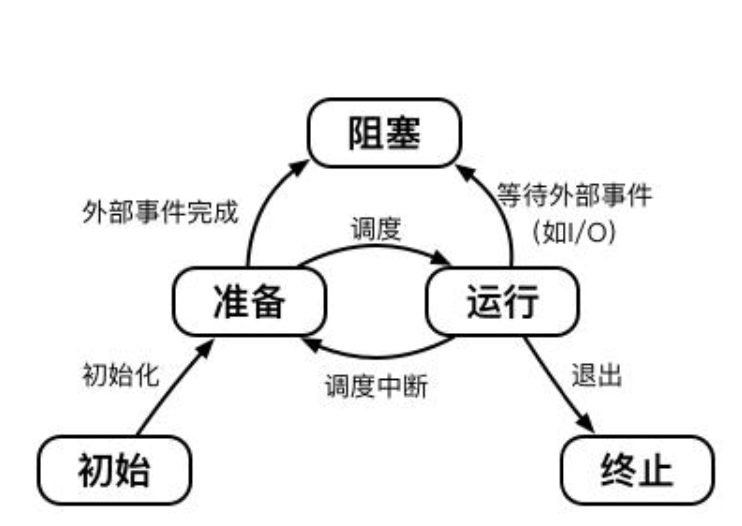 阻塞
外部事件完成
等待外部事件
(如I/O)
调度
准备
运行
初始化
调度中断
退出
初始
终止